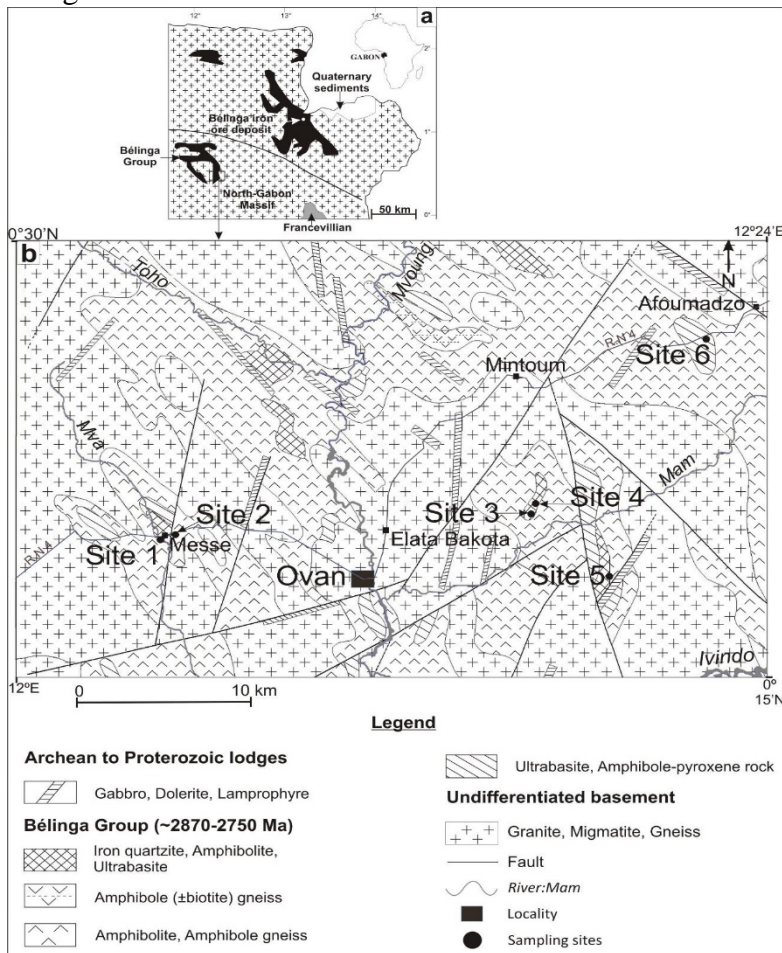 12°
13°
14°
a
2°
GABON
Quaternary
sediments
Bélinga iron
ore deposit
1°
Bélinga
Group
North-Gabon
Massif
50 km
Francevillian
0°30'N
12°24'E
b
N
Toho
Mvoung
Afoumadzo
R.N 4
Site 6
Mintoum
Mva
Mam
Site 4
Site 2
Site 3
Site 1
Messe
Elata Bakota
R.N.4
Ovan
Site 5
Ivindo
12°E
0
10 km
0°
15'N
Legend
Archean to Proterozoic lodges
Gabbro, Dolerite, Lamprophyre
Bélinga Group (~2870-2750 Ma)
Iron quartzite, Amphibolite,
Ultrabasite
Amphibole (±biotite) gneiss
Amphibolite, Amphibole gneiss
Ultrabasite, Amphibole-pyroxene rock
Undifferentiated basement
Granite, Migmatite, Gneiss
Fault
River:Mam
Locality
Sampling sites